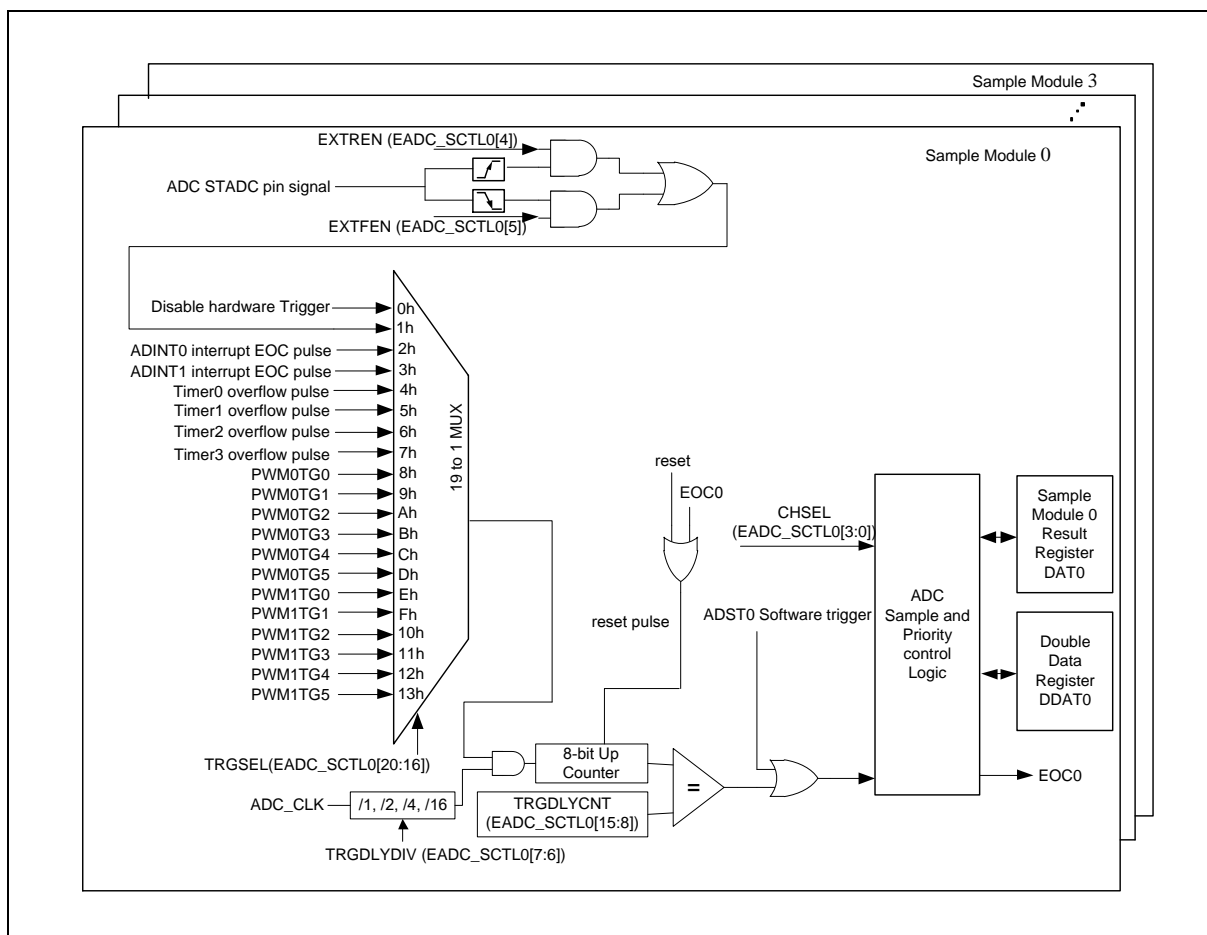 Sample Module 3
Sample Module 0
EXTREN (EADC_SCTL0[4])
ADC STADC pin signal
EXTFEN (EADC_SCTL0[5])
Disable hardware Trigger
0h
1h
ADINT0 interrupt EOC pulse
2h
ADINT1 interrupt EOC pulse
3h
Timer0 overflow pulse
4h
Timer1 overflow pulse
5h
Timer2 overflow pulse
6h
Timer3 overflow pulse
7h
PWM0TG0
8h
PWM0TG1
9h
PWM0TG2
Ah
PWM0TG3
Bh
PWM0TG4
Ch
PWM0TG5
Dh
PWM1TG0
Eh
PWM1TG1
Fh
PWM1TG2
10h
PWM1TG3
11h
PWM1TG4
12h
PWM1TG5
13h
19 to 1 MUX
TRGSEL(EADC_SCTL0[20:16])
ADC_CLK
/1, /2, /4, /16
TRGDLYDIV (EADC_SCTL0[7:6])
reset
EOC0
reset pulse
8-bit Up
Counter
TRGDLYCNT
(EADC_SCTL0[15:8])
=
CHSEL
(EADC_SCTL0[3:0])
ADST0 Software trigger
ADC
Sample and
Priority
control
Logic
Sample
Module 0
Result
Register
DAT0
Double
Data
Register
DDAT0
EOC0